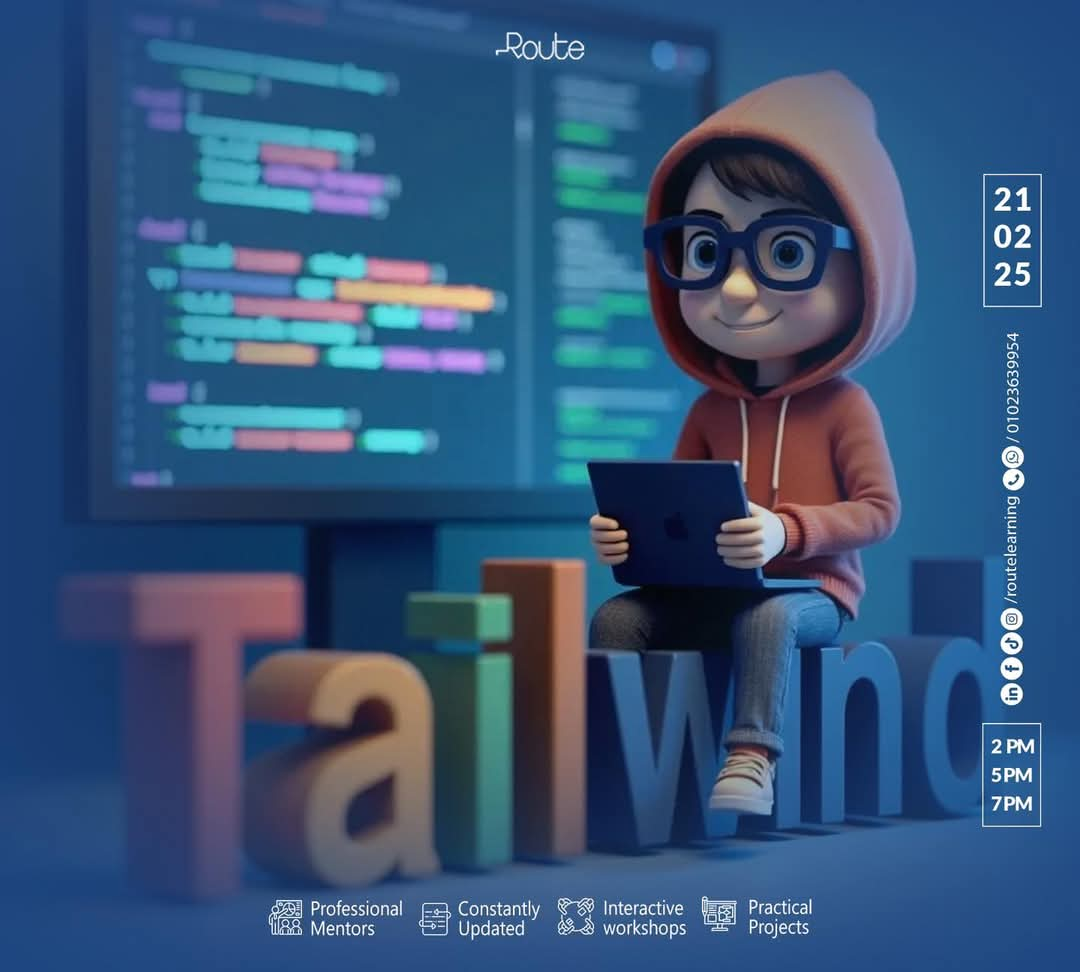 Route
21
02
25
/ 01023639954
/routelearning
Tailwind
2 PM
5PM
7PM
Professional
Mentors
Constantly
Updated
Interactive
workshops
Practical
Projects